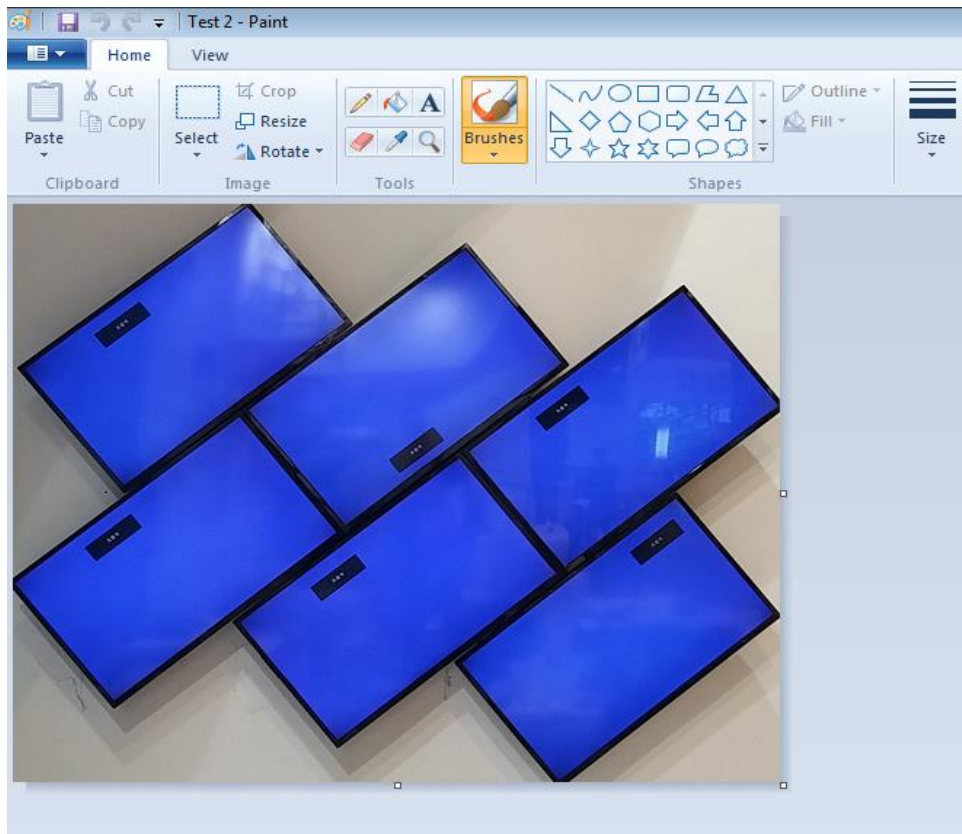 Test 2 - Paint
Home View
Paste
Cut
Copy
Clipboard
Select
Crop
Resize
Rotate
Image
A
Tools
Brushes
Shapes
Outline
Fill
Size